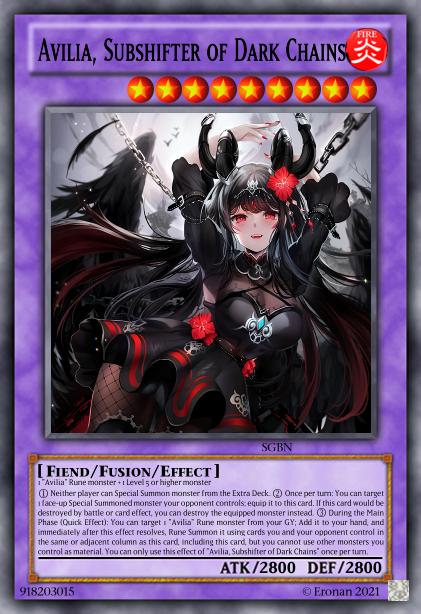 Avilia, Subshifter of Dark Chains
FIRE
炎
SGBN
[ Fiend/Fusion/Effect ]
1 "Avilia" Rune monster + 1 Level 5 or higher monster
① Neither player can Special Summon monster from the Extra Deck. ② Once per turn: You can target
1 face-up Special Summoned monster your opponent controls; equip it to this card. If this card would be
destroyed by battle or card effect, you can destroy the equipped monster instead. ③ During the Main
Phase (Quick Effect): You can target 1 "Avilia" Rune monster from your GY; Add it to your hand, and
immediately after this effect resolves, Rune Summon it using cards you and your opponent control in
the same or adjacent column as this card, including this card, but you cannot use other monsters you
control as material. You can only use this effect of "Avilia, Subshifter of Dark Chains" once per turn.
ATK/2800 DEF/2800
918203015
© Eronan 2021